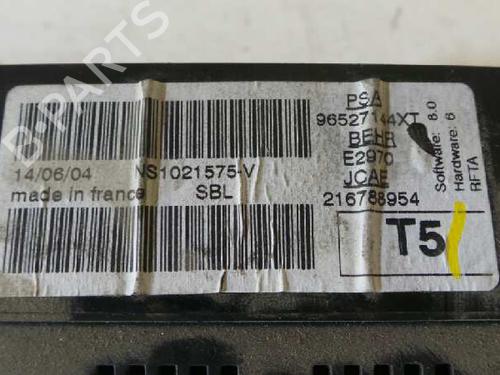 B-PARTS
14/06/04 NS1021575-V
made in france SBL
PSA
96527144XT
BEHR
E2970
JCAE
216788954
T5
Software: 8.0
Hardware: 6
RFTA